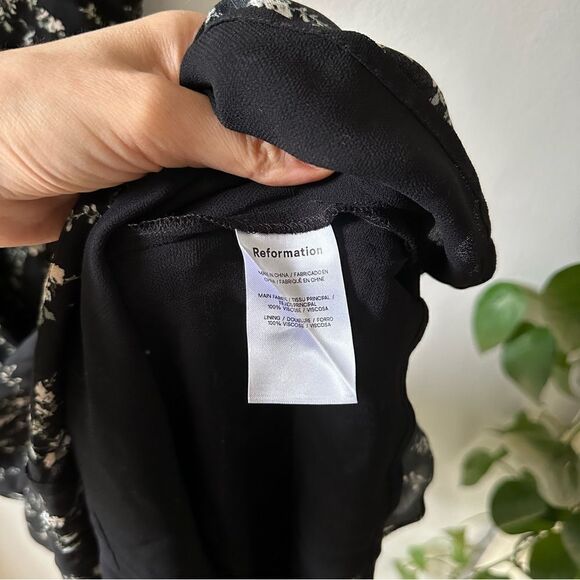 Reformation
MADE IN CHINA / FABRICADO EN
CHINA / FABRIQUÉ EN CHINE
MAIN FABRIC / TISSU PRINCIPAL /
TEJIDO PRINCIPAL
100% VISCOSE / VISCOSA
LINING / DOUBLURE / FORRO
100% VISCOSE / VISCOSA